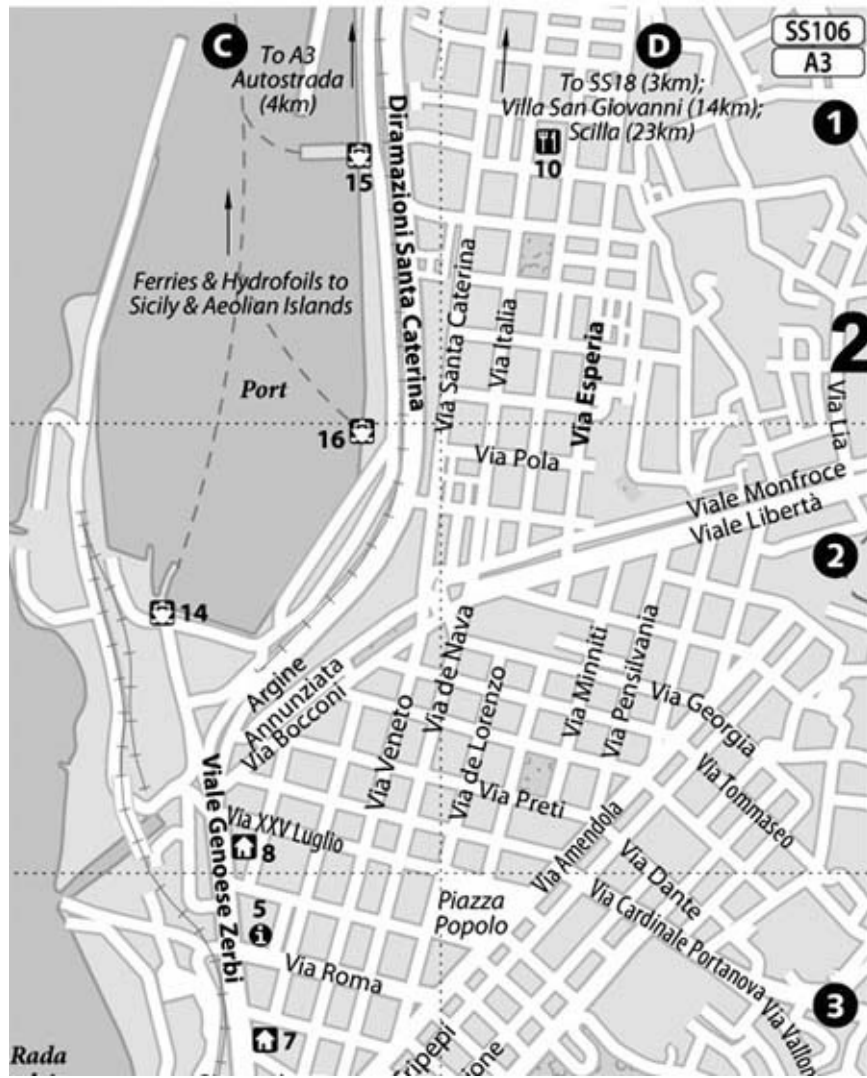 C
D
SS106
A3
To A3
Autostrada
(4km)
To SS18 (3km);
Villa San Giovanni (14km);
Scilla (23km)
1
10
15
Diramazioni Santa Caterina
Ferries & Hydrofoils to
Sicily & Aeolian Islands
Via Santa Caterina
Via Italia
Via Esperia
2
Via Lia
Port
16
Via Pola
Viale Monfroce
Viale Libertà
2
14
Argine
Annunziata
Via Bocconi
Via Veneto
Via de Nava
Via de Lorenzo
Via Minniti
Via Pensilvania
Via Georgia
Via Tommaseo
Via Preti
Viale Genoese Zerbi
Via XXV Luglio
8
Via Amendola
Via Dante
Via Cardinale Portanova
Via Vallon
Piazza
Popolo
5
i
Via Roma
3
7
Rada
fripepi
zione